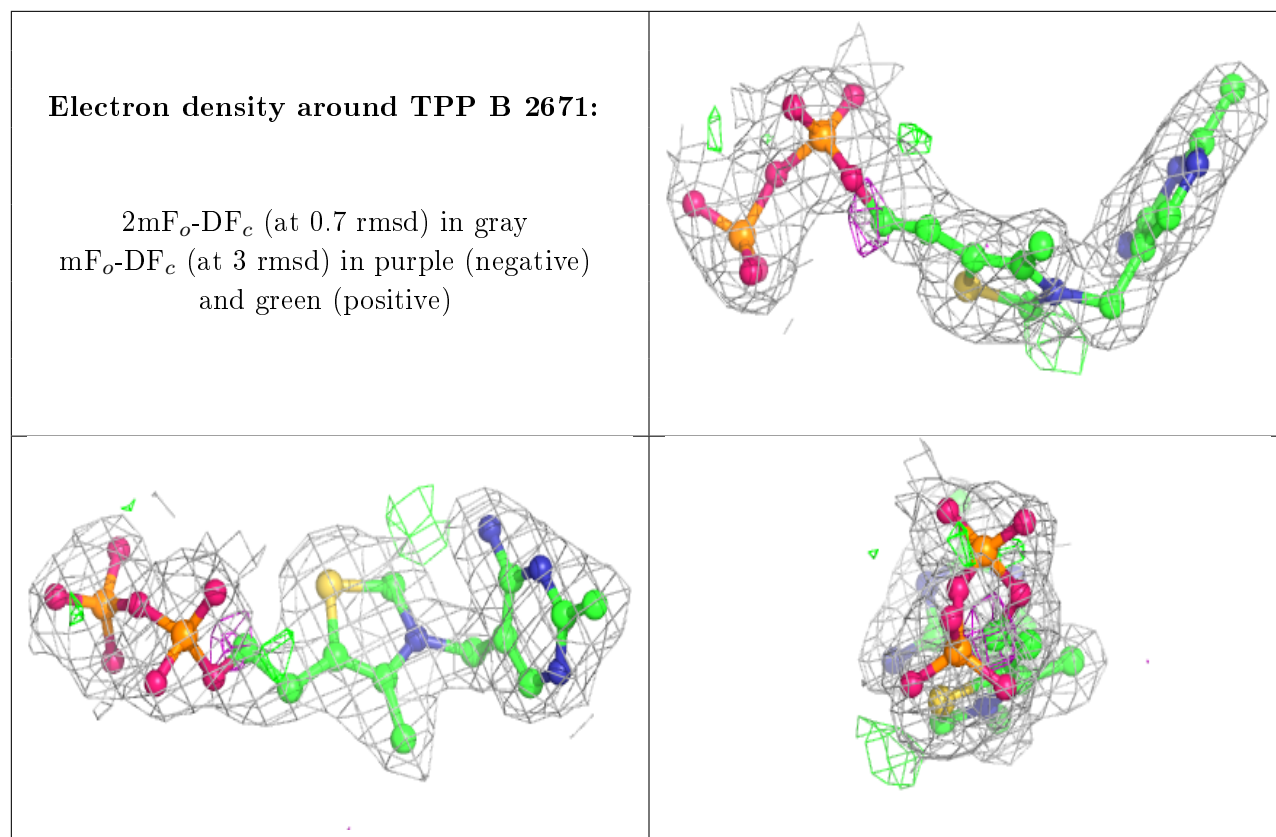 Electron density around TPP B 2671:
2mFₒ-DF𝒸 (at 0.7 rmsd) in gray
mFₒ-DF𝒸 (at 3 rmsd) in purple (negative)
and green (positive)